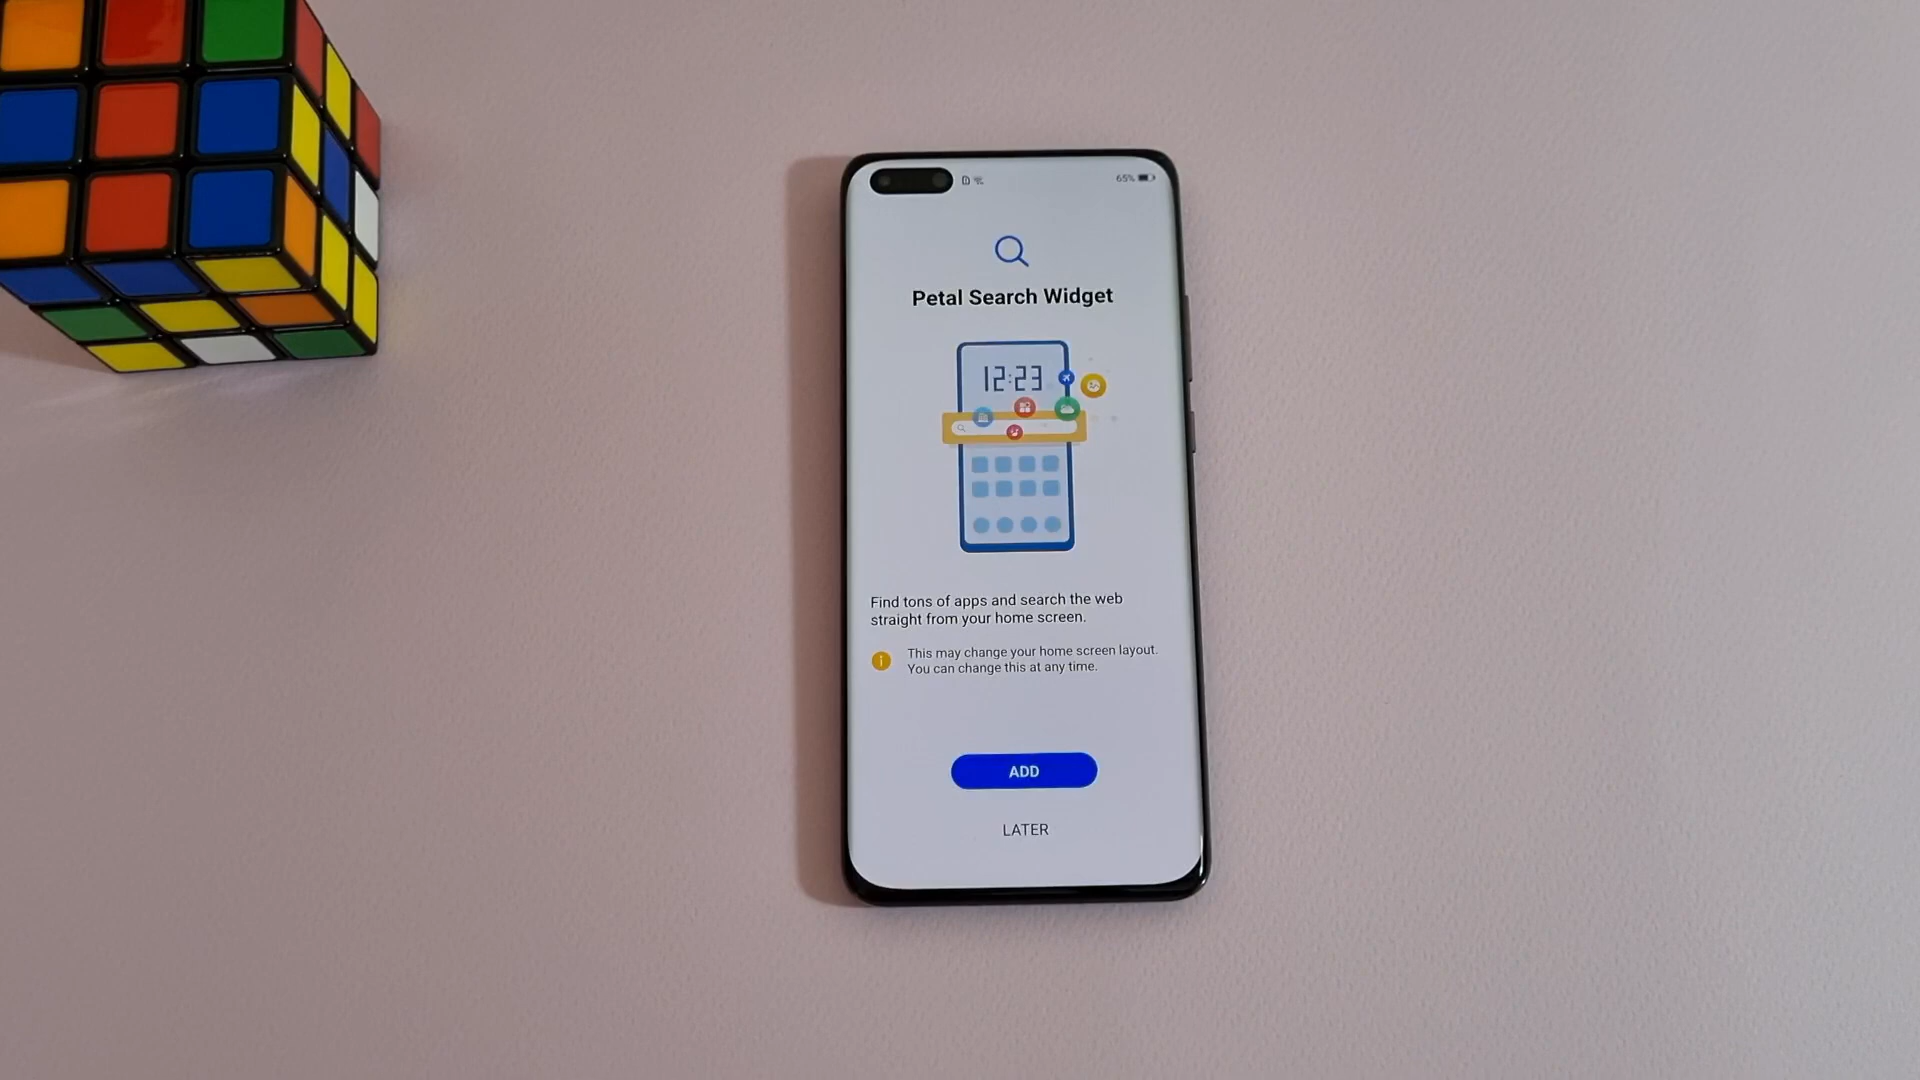 65%
Petal Search Widget
12:23
Find tons of apps and search the web
straight from your home screen.
This may change your home screen layout.
You can change this at any time.
ADD
LATER